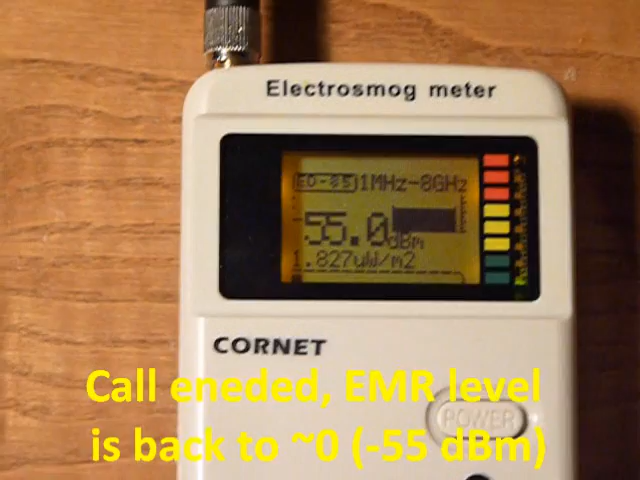 Electrosmog meter
ED-85 1MHz-8GHz
-55.0 dBm
1.827uW/m2
CORNET
POWER
Call eneded, EMR level
is back to ~0 (-55 dBm)